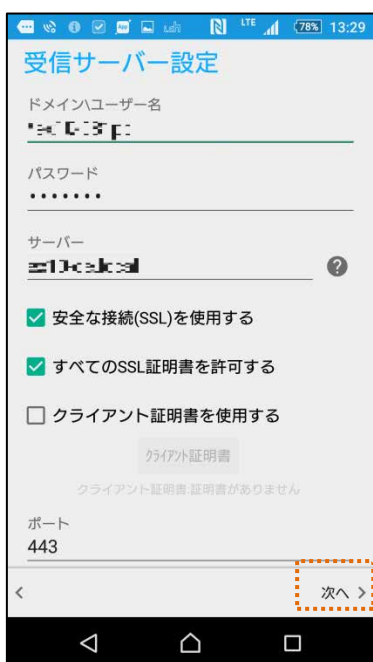 LTE 78% 13:29
受信サーバー設定
ドメイン\ユーザー名
パスワード
•••••••
サーバー
安全な接続(SSL)を使用する
すべてのSSL証明書を許可する
クライアント証明書を使用する
クライアント証明書
クライアント証明書:証明書がありません
ポート
443
次へ